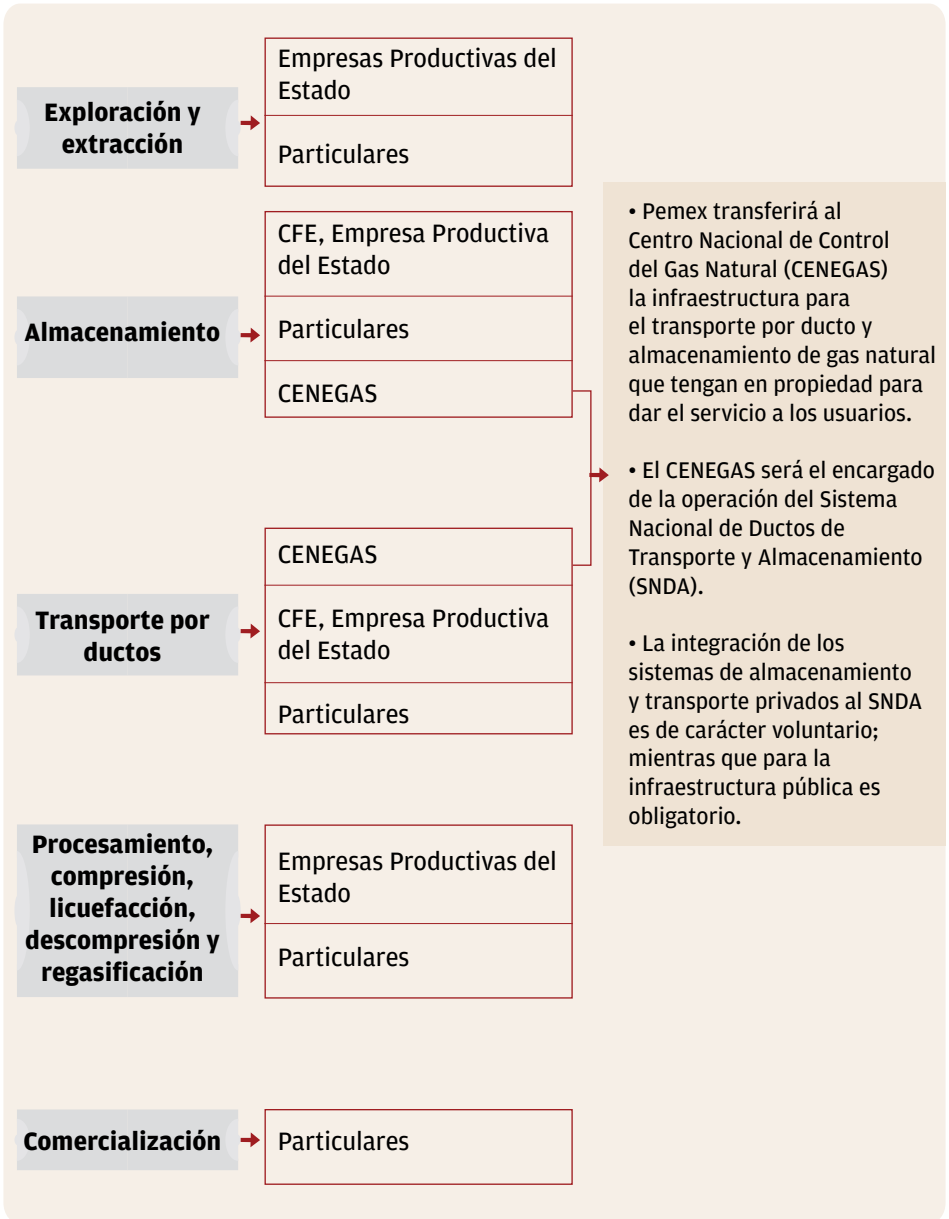 Exploración y
extracción
Empresas Productivas del
Estado
Particulares
Almacenamiento
CFE, Empresa Productiva
del Estado
Particulares
CENEGAS
Transporte por
ductos
CENEGAS
CFE, Empresa Productiva
del Estado
Particulares
• Pemex transferirá al
Centro Nacional de Control
del Gas Natural (CENEGAS)
la infraestructura para
el transporte por ducto y
almacenamiento de gas natural
que tengan en propiedad para
dar el servicio a los usuarios.
• El CENEGAS será el encargado
de la operación del Sistema
Nacional de Ductos de
Transporte y Almacenamiento
(SNDA).
• La integración de los
sistemas de almacenamiento
y transporte privados al SNDA
es de carácter voluntario;
mientras que para la
infraestructura pública es
obligatorio.
Procesamiento,
compresión,
licuefacción,
descompresión y
regasificación
Empresas Productivas del
Estado
Particulares
Comercialización
Particulares